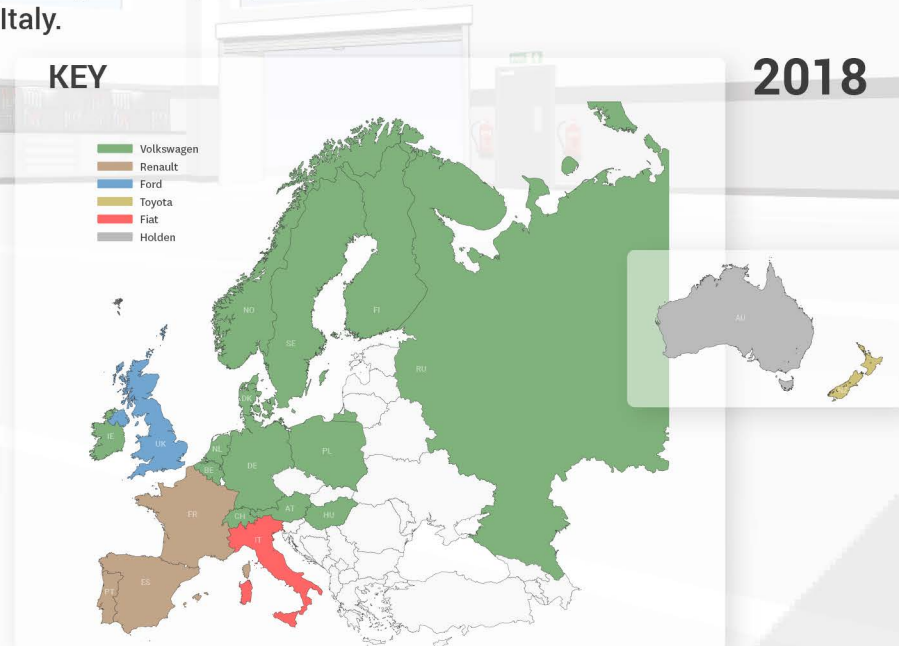 Italy.
KEY
2018
Volkswagen
Renault
Ford
Toyota
Fiat
Holden
NO
FI
SE
RU
AU
DK
IE
UK
NL
BE
DE
PL
FR
CH
AT
HU
IT
PT
ES